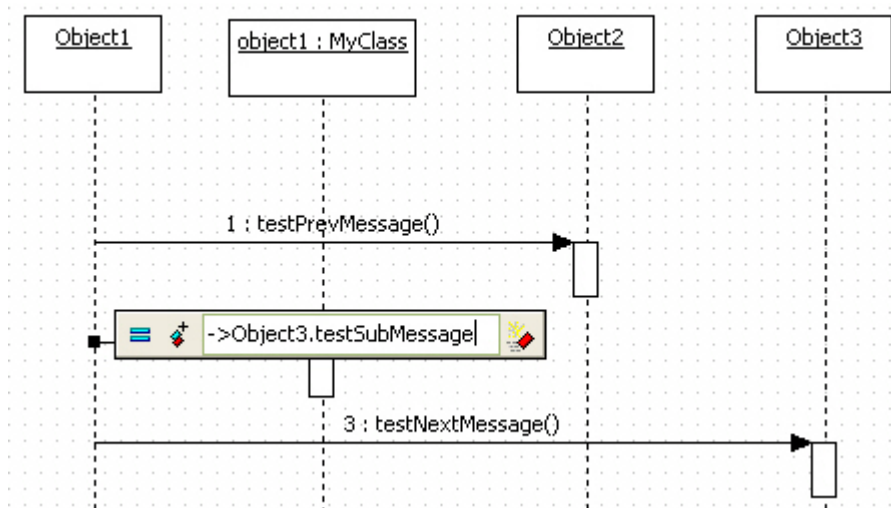 Object1
object1 : MyClass
Object2
Object3
1 : testPrevMessage()
->Object3.testSubMessage
3 : testNextMessage()